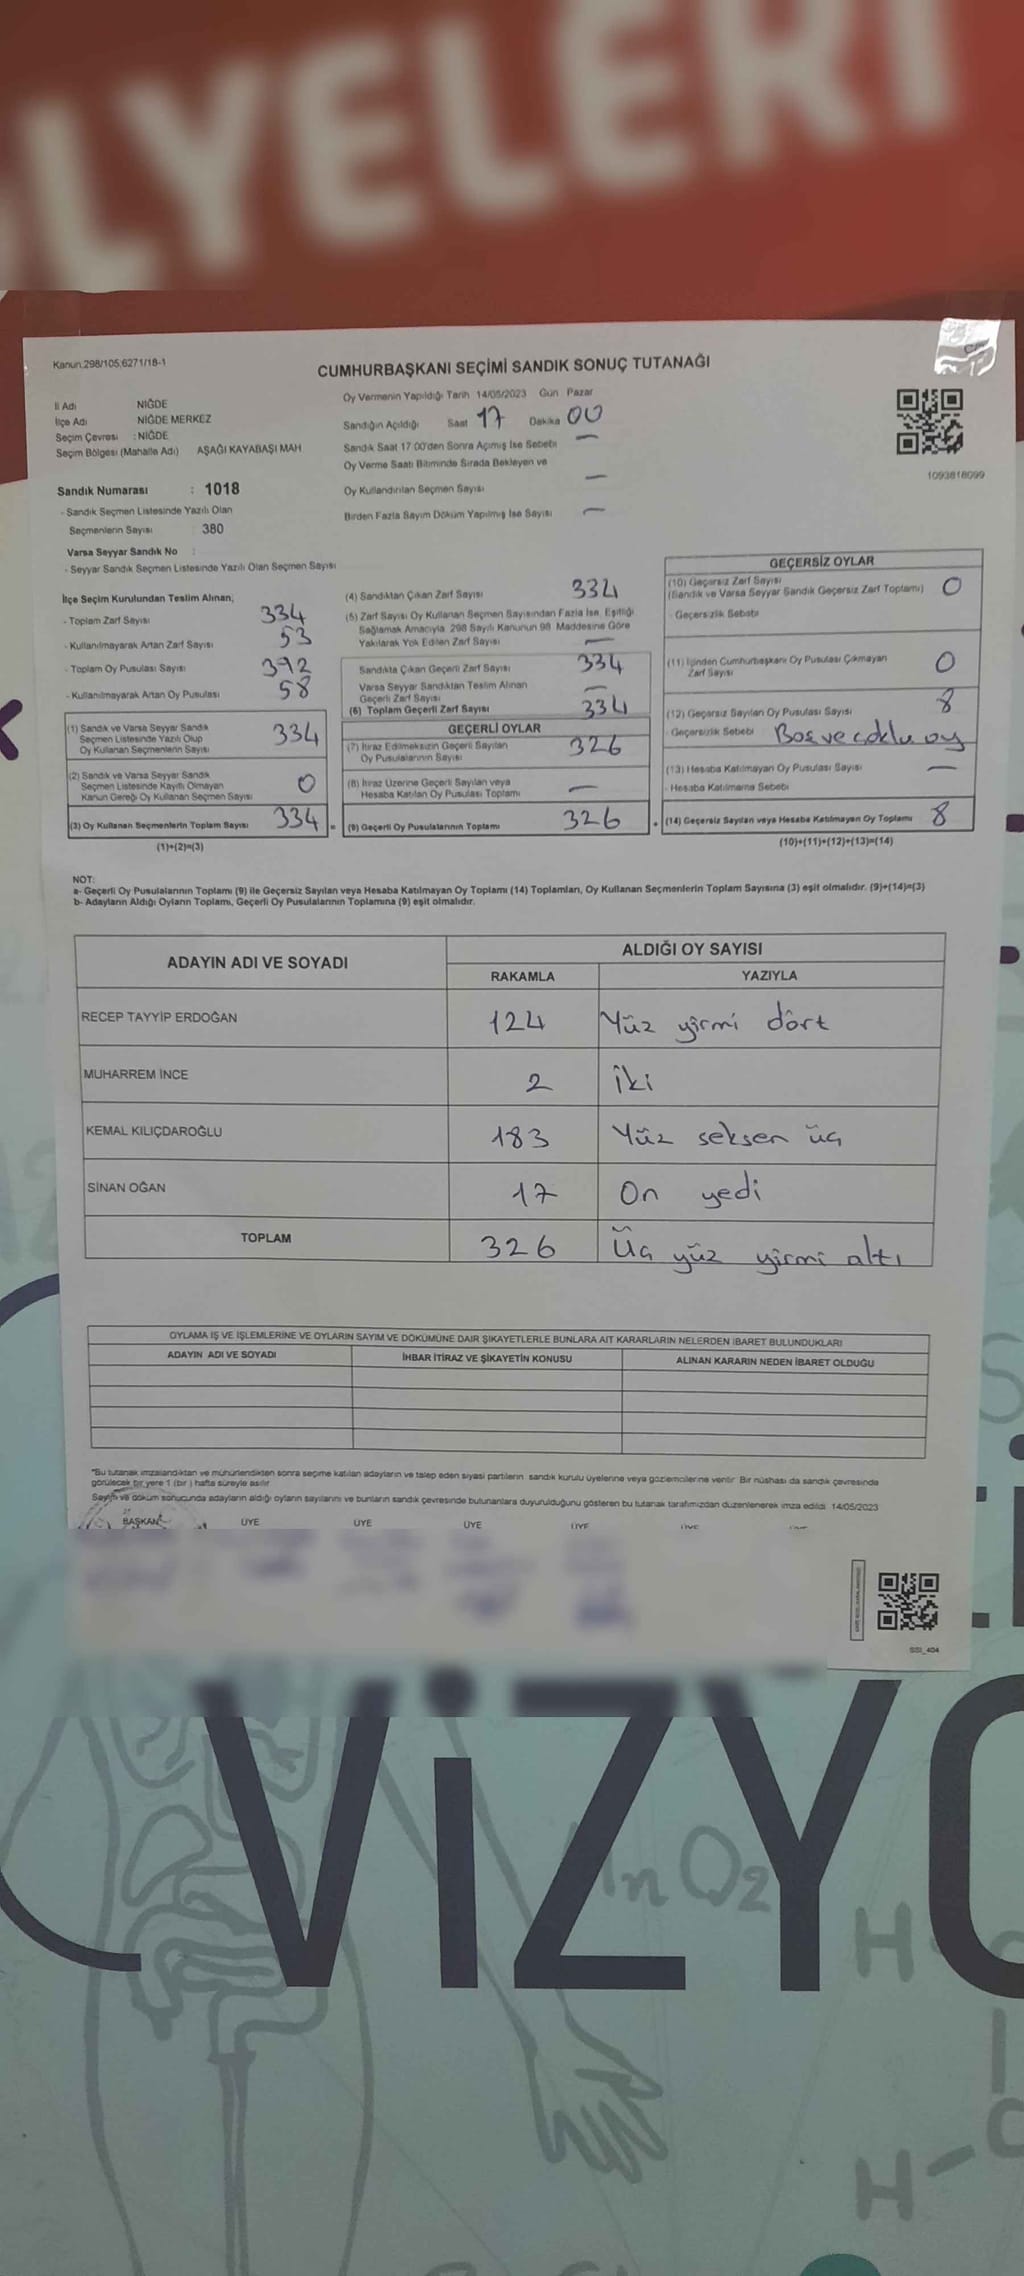 ÜYELERİ
Kanun.298/105,6271/18-1
CUMHURBAŞKANI SEÇİMİ SANDIK SONUÇ TUTANAĞI
İl Adı NİĞDE
İlçe Adı NİĞDE MERKEZ
Seçim Çevresi : NİĞDE
Seçim Bölgesi (Mahalle Adı) AŞAĞI KAYABAŞI MAH
Oy Vermenin Yapıldığı Tarih 14/05/2023 Gün Pazar
Sandığın Açıldığı Saat 17 Dakika 00
Sandık Saat 17 00'den Sonra Açımış İse Sebebi —
Oy Verme Saati Bitiminde Sırada Bekleyen ve
Oy Kullandırılan Seçmen Sayısı —
Birden Fazla Sayım Döküm Yapılmış İse Sayısı —
1093818099
Sandık Numarası : 1018
- Sandık Seçmen Listesinde Yazılı Olan
Seçmenlerin Sayısı 380
Varsa Seyyar Sandık No :
- Seyyar Sandık Seçmen Listesinde Yazılı Olan Seçmen Sayısı
İlçe Seçim Kurulundan Teslim Alınan;
- Toplam Zarf Sayısı 334
- Kullanılmayarak Artan Zarf Sayısı 53
- Toplam Oy Pusulası Sayısı 392
- Kullanılmayarak Artan Oy Pusulası 58
(1) Sandık ve Varsa Seyyar Sandık
Seçmen Listesinde Yazılı Olup
Oy Kullanan Seçmenlerin Sayısı 334
(2) Sandık ve Varsa Seyyar Sandık
Seçmen Listesinde Kayıtlı Olmayan
Kanun Gereği Oy Kullanan Seçmen Sayısı 0
(3) Oy Kullanan Seçmenlerin Toplam Sayısı 334 =
(1)+(2)=(3)
(4) Sandıktan Çıkan Zarf Sayısı 334
(5) Zarf Sayısı Oy Kullanan Seçmen Sayısından Fazla İse, Eşitliği
Sağlamak Amacıyla, 298 Sayılı Kanunun 98. Maddesine Göre
Yakılarak Yok Edilen Zarf Sayısı —
Sandıkta Çıkan Geçerli Zarf Sayısı 334
Varsa Seyyar Sandıktan Teslim Alınan
Geçerli Zarf Sayısı —
(6) Toplam Geçerli Zarf Sayısı 334
GEÇERLİ OYLAR
(7) İtiraz Edilmeksizin Geçerli Sayılan
Oy Pusulalarının Sayısı 326
(8) İtiraz Üzerine Geçerli Sayılan veya
Hesaba Katılan Oy Pusulası Toplamı —
(9) Geçerli Oy Pusulalarının Toplamı 326 +
GEÇERSİZ OYLAR
(10) Geçersiz Zarf Sayısı
(Sandık ve Varsa Seyyar Sandık Geçersiz Zarf Toplamı) 0
- Geçersizlik Sebebi
(11) İçinden Cumhurbaşkanı Oy Pusulası Çıkmayan
Zarf Sayısı 0
(12) Geçersiz Sayılan Oy Pusulası Sayısı 8
- Geçersizlik Sebebi Boş ve çoklu oy
(13) Hesaba Katılmayan Oy Pusulası Sayısı —
- Hesaba Katılmama Sebebi
(14) Geçersiz Sayılan veya Hesaba Katılmayan Oy Toplamı 8
(10)+(11)+(12)+(13)=(14)
NOT:
a- Geçerli Oy Pusulalarının Toplamı (9) ile Geçersiz Sayılan veya Hesaba Katılmayan Oy Toplamı (14) Toplamları, Oy Kullanan Seçmenlerin Toplam Sayısına (3) eşit olmalıdır. (9)+(14)=(3)
b- Adayların Aldığı Oyların Toplamı, Geçerli Oy Pusulalarının Toplamına (9) eşit olmalıdır.
ADAYIN ADI VE SOYADI ALDIĞI OY SAYISI
RAKAMLA YAZIYLA
RECEP TAYYİP ERDOĞAN 124 Yüz yirmi dört
MUHARREM İNCE 2 İki
KEMAL KILIÇDAROĞLU 183 Yüz seksen üç
SİNAN OĞAN 17 On yedi
TOPLAM 326 Üç yüz yirmi altı
OYLAMA İŞ VE İŞLEMLERİNE VE OYLARIN SAYIM VE DÖKÜMÜNE DAİR ŞİKAYETLERLE BUNLARA AİT KARARLARIN NELERDEN İBARET BULUNDUKLARI
ADAYIN ADI VE SOYADI İHBAR İTİRAZ VE ŞİKAYETİN KONUSU ALINAN KARARIN NEDEN İBARET OLDUĞU
*Bu tutanak imzalandıktan ve mühürlendikten sonra seçime katılan adayların ve talep eden siyasi partilerin sandık kurulu üyelerine veya gözlemcilerine verilir. Bir nüshası da sandık çevresinde
görülecek bir yere 1 (bir ) hafta süreyle asılır
Sayım ve döküm sonucunda adayların aldığı oyların sayılarını ve bunların sandık çevresinde bulunanlara duyurulduğunu gösteren bu tutanak tarafımızdan düzenlenerek imza edildi. 14/05/2023
BAŞKAN ÜYE ÜYE ÜYE ÜYE ÜYE ÜYE
SSI_404
VİZYO
InO2
H
H